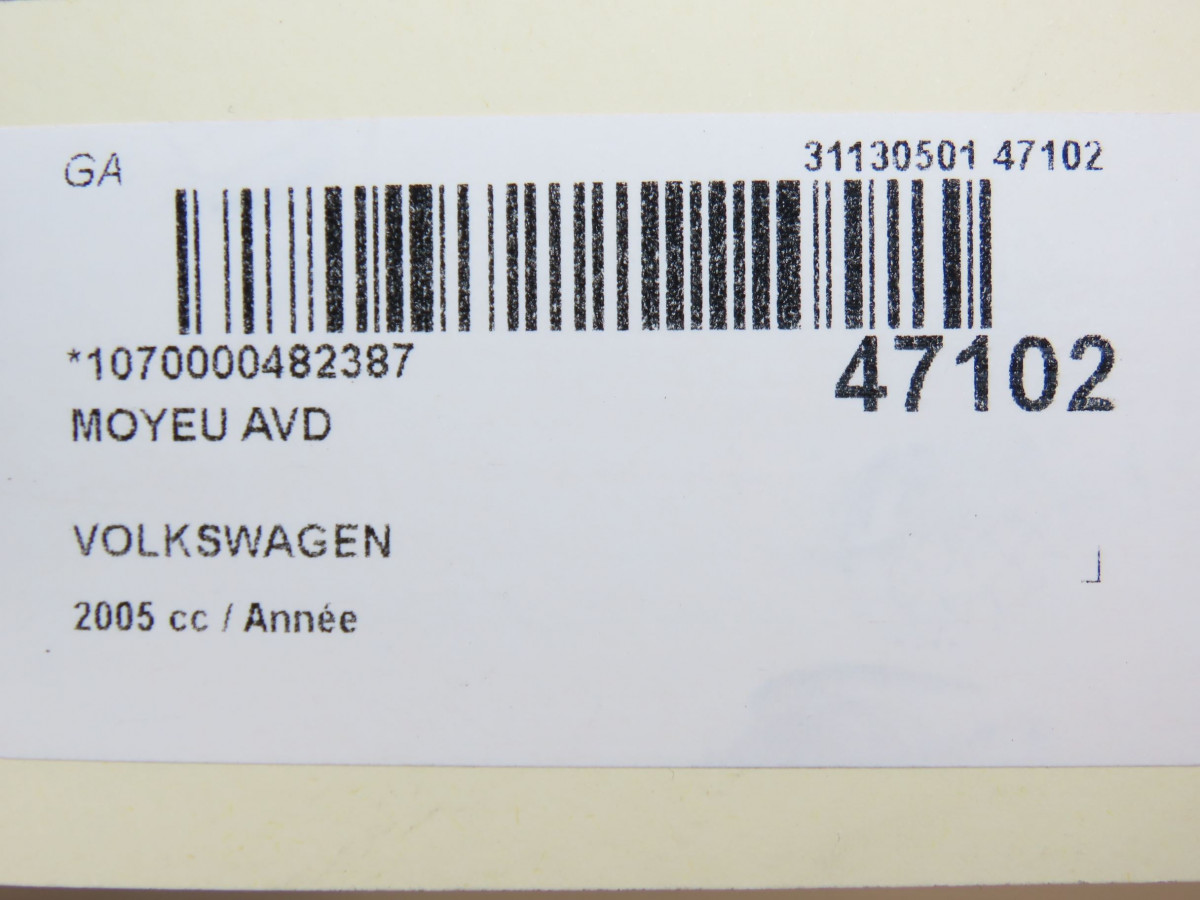 GA
31130501 47102
*1070000482387
47102
MOYEU AVD
VOLKSWAGEN
2005 cc / Année